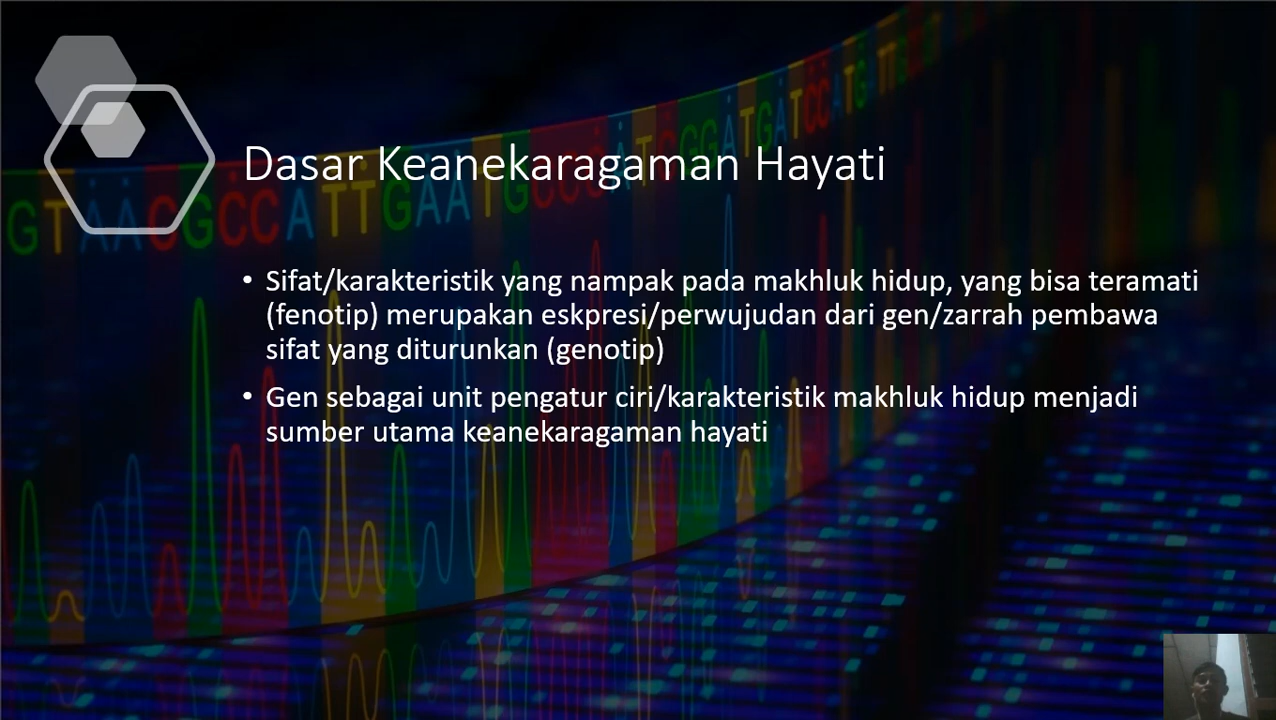 Dasar Keanekaragaman Hayati
• Sifat/karakteristik yang nampak pada makhluk hidup, yang bisa teramati
(fenotip) merupakan eskpresi/perwujudan dari gen/zarrah pembawa
sifat yang diturunkan (genotip)
• Gen sebagai unit pengatur ciri/karakteristik makhluk hidup menjadi
sumber utama keanekaragaman hayati